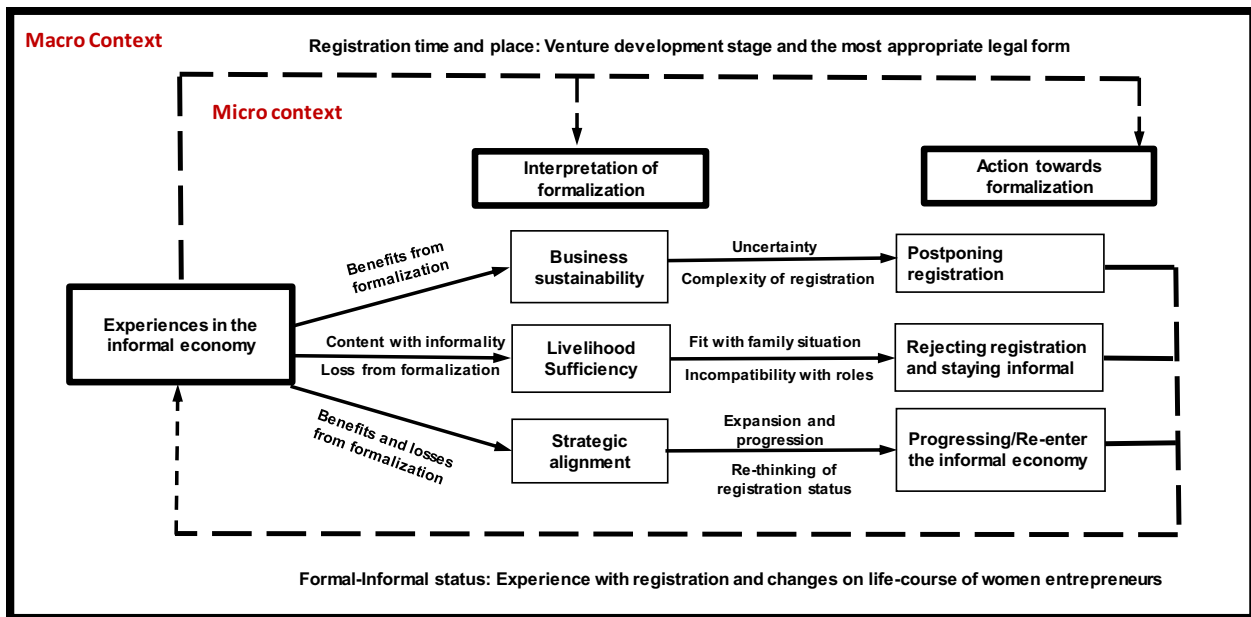 Macro Context
Registration time and place: Venture development stage and the most appropriate legal form
Micro context
Interpretation of
formalization
Action towards
formalization
Experiences in the
informal economy
Benefits from
formalization
Business
sustainability
Uncertainty
Complexity of registration
Postponing
registration
Content with informality
Loss from formalization
Livelihood
Sufficiency
Fit with family situation
Incompatibility with roles
Rejecting registration
and staying informal
Benefits and losses
from formalization
Strategic
alignment
Expansion and
progression
Re-thinking of
registration status
Progressing/Re-enter
the informal economy
Formal-Informal status: Experience with registration and changes on life-course of women entrepreneurs